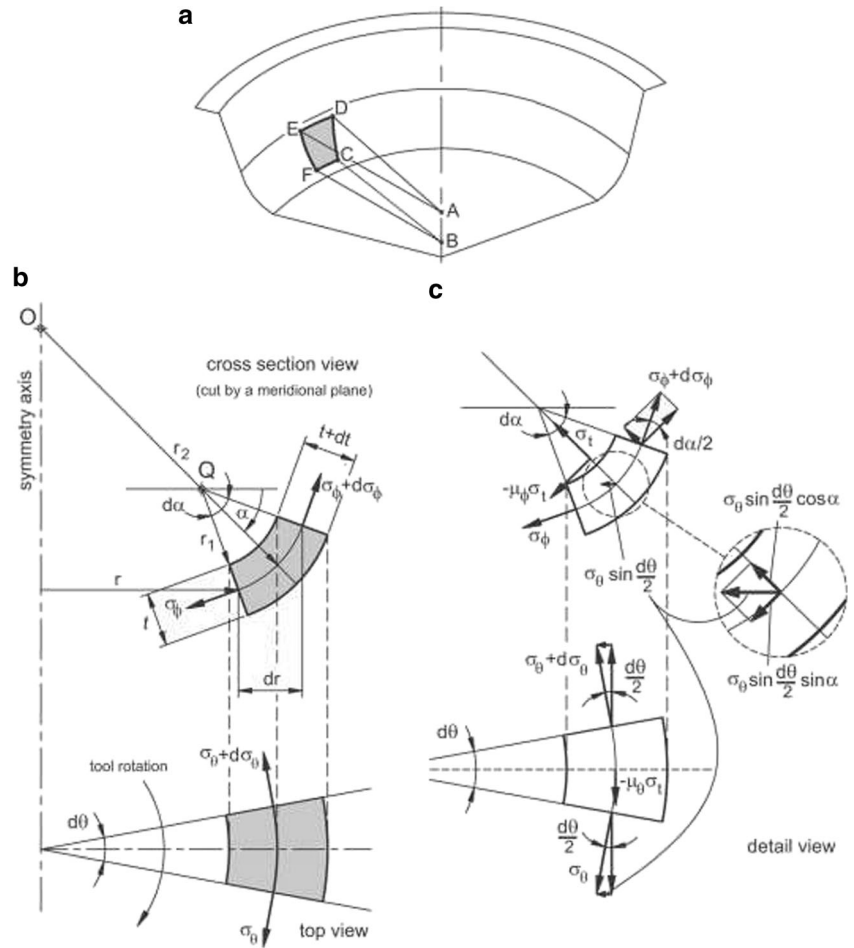 a
D
E
C
F
A
B
b
c
O
symmetry axis
cross section view
(cut by a meridional plane)
r₂
t+dt
Q
σϕ+dσϕ
dα
α
r₁
r
σϕ
t
dr
σθ+dσθ
tool rotation
dθ
σθ
top view
σϕ+dσϕ
dα
σt
dα/2
-μϕσt
σϕ
σθ sin dθ/2 cosα
σθ sin dθ/2
σθ sin dθ/2 sinα
σθ+dσθ
dθ/2
dθ
-μθσt
dθ/2
σθ
detail view